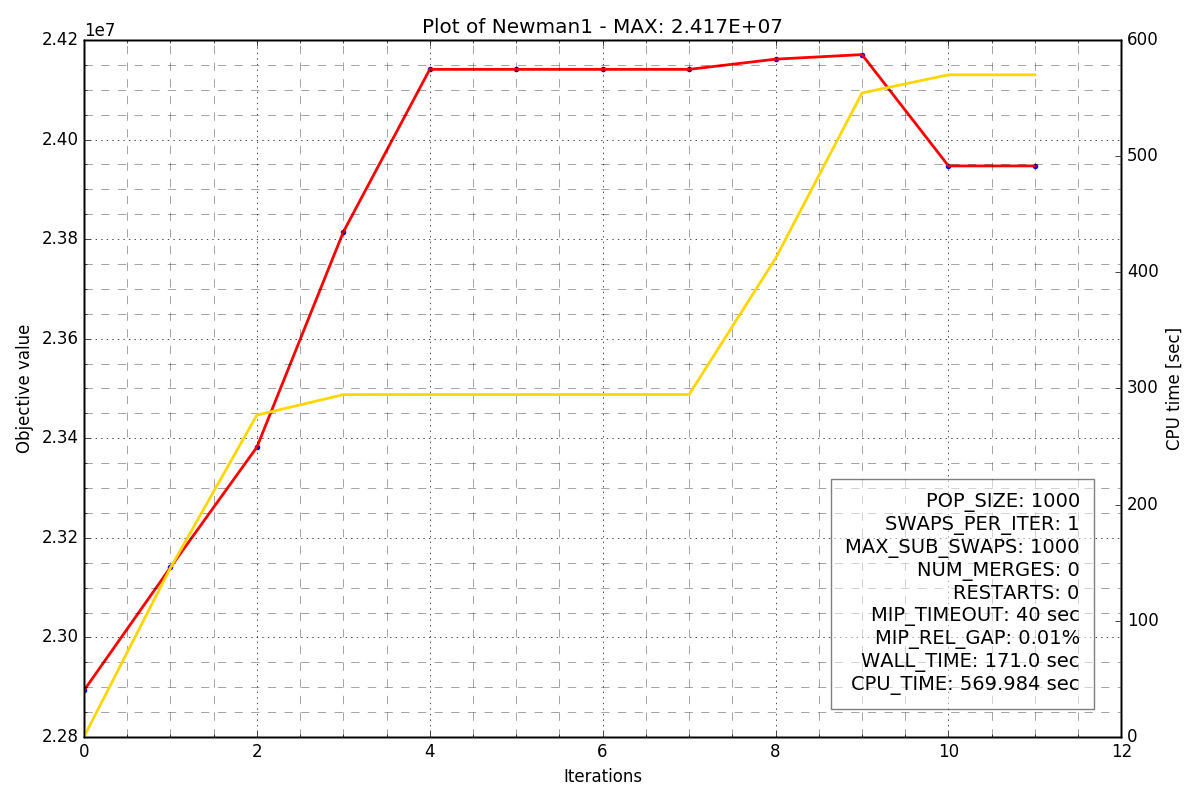 Plot of Newman1 - MAX: 2.417E+07
1e7
2.42
2.40
2.38
2.36
2.34
2.32
2.30
2.28
Objective value
600
500
400
300
200
100
0
CPU time [sec]
POP_SIZE: 1000
SWAPS_PER_ITER: 1
MAX_SUB_SWAPS: 1000
NUM_MERGES: 0
RESTARTS: 0
MIP_TIMEOUT: 40 sec
MIP_REL_GAP: 0.01%
WALL_TIME: 171.0 sec
CPU_TIME: 569.984 sec
0 2 4 6 8 10 12
Iterations